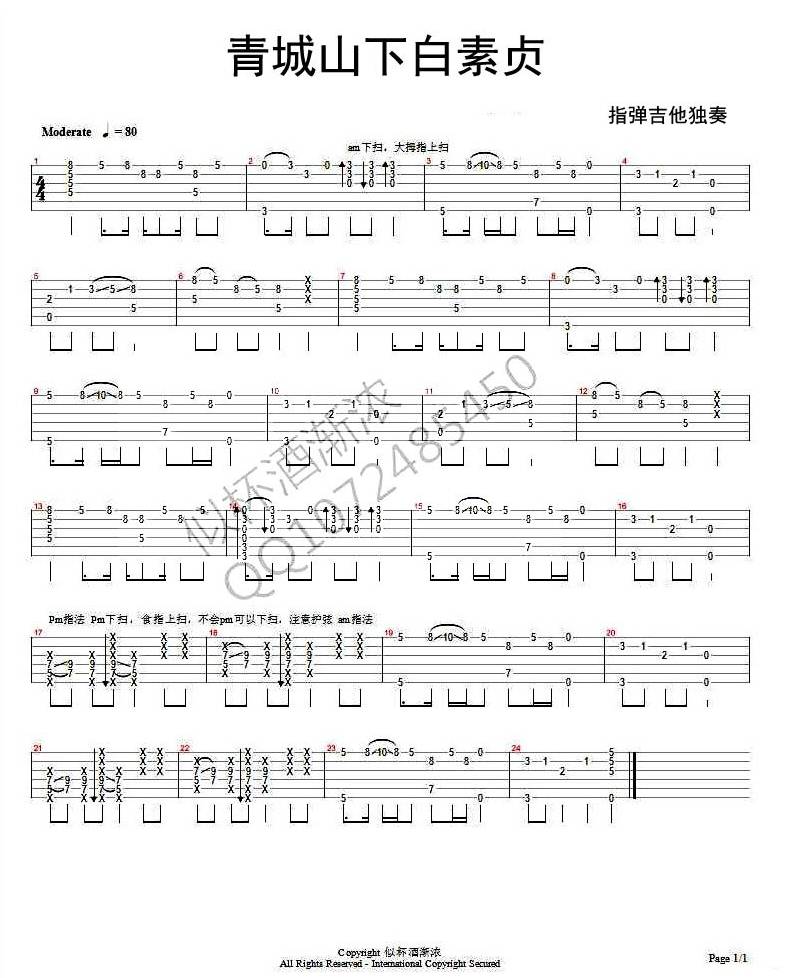 青城山下白素贞
指弹吉他独奏
Moderate ♩ = 80
am下扫，大拇指上扫
似杯酒渐浓
QQ1072485450
Pm指法 Pm下扫，食指上扫，不会pm可以下扫，注意护弦 am指法
Copyright 似杯酒渐浓
All Rights Reserved - International Copyright Secured
Page 1/1